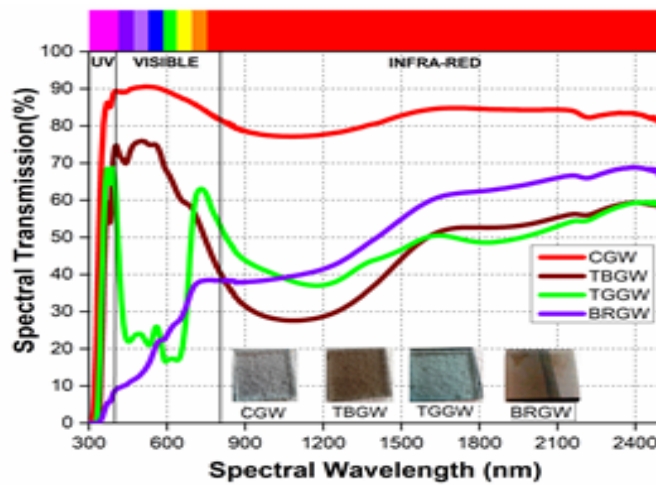 100
UV VISIBLE INFRA-RED
90
80
70
60
50
40
30
20
10
0
Spectral Transmission(%)
CGW
TBGW
TGGW
BRGW
CGW TBGW TGGW BRGW
300 600 900 1200 1500 1800 2100 2400
Spectral Wavelength (nm)